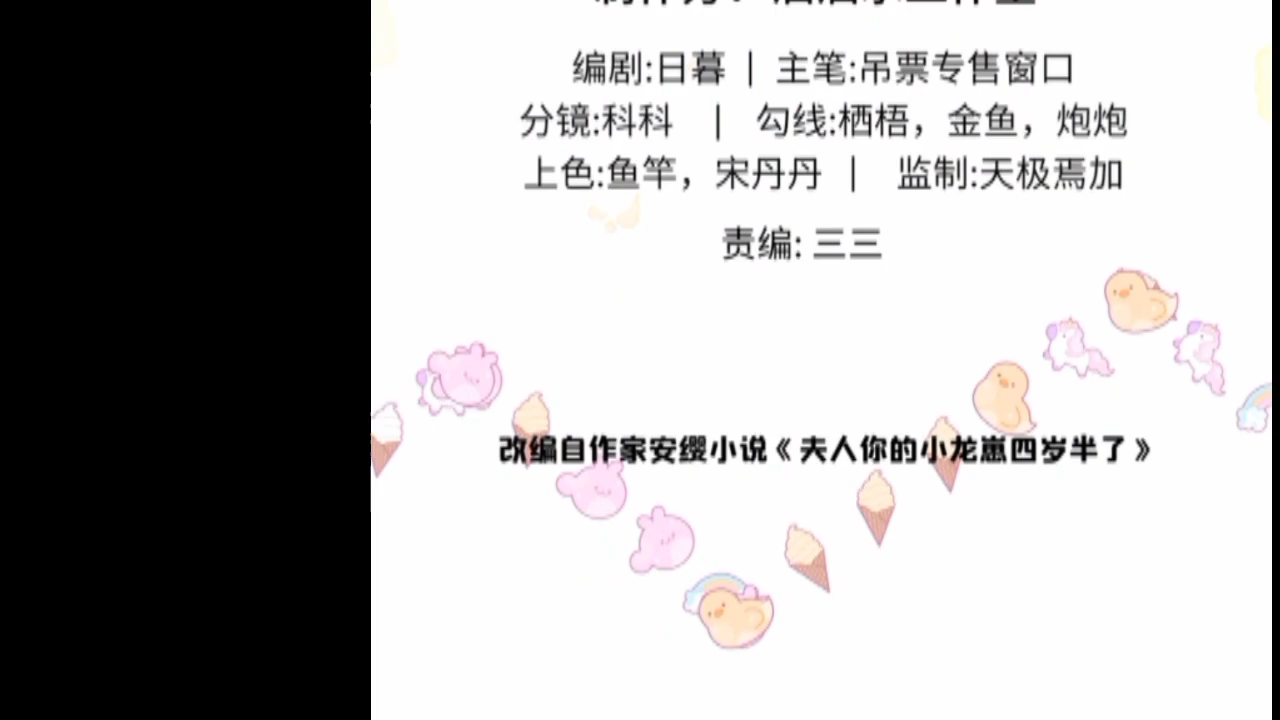 编剧:日暮 | 主笔:吊票专售窗口
分镜:科科 | 勾线:栖梧，金鱼，炮炮
上色:鱼竿，宋丹丹 | 监制:天极焉加
责编: 三三
改编自作家安缨小说《夫人你的小龙崽四岁半了》